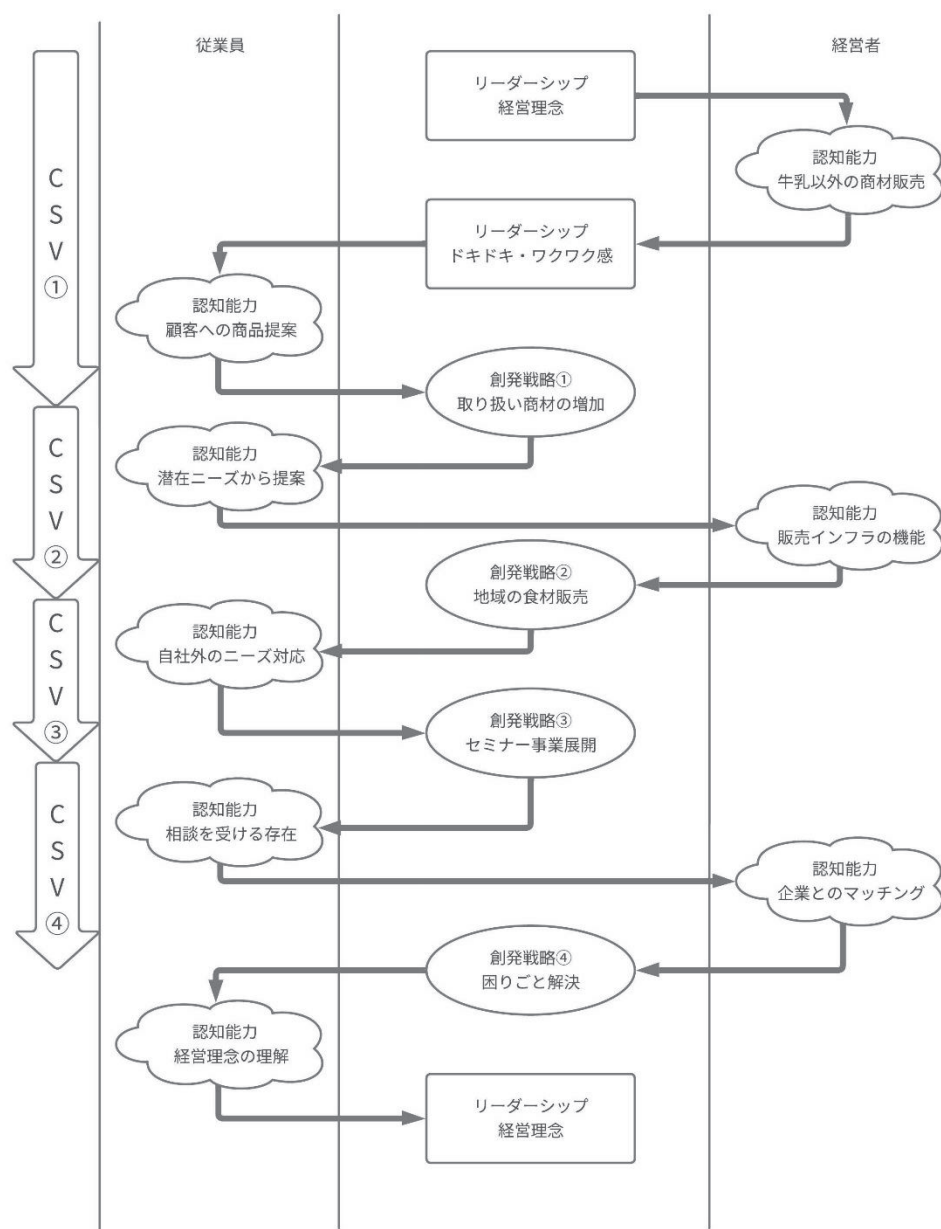 従業員
経営者
リーダーシップ
経営理念
認知能力
牛乳以外の商材販売
リーダーシップ
ドキドキ・ワクワク感
認知能力
顧客への商品提案
創発戦略①
取り扱い商材の増加
認知能力
潜在ニーズから提案
認知能力
販売インフラの機能
創発戦略②
地域の食材販売
認知能力
自社外のニーズ対応
創発戦略③
セミナー事業展開
認知能力
相談を受ける存在
認知能力
企業とのマッチング
創発戦略④
困りごと解決
認知能力
経営理念の理解
リーダーシップ
経営理念
CSV①
CSV②
CSV③
CSV④